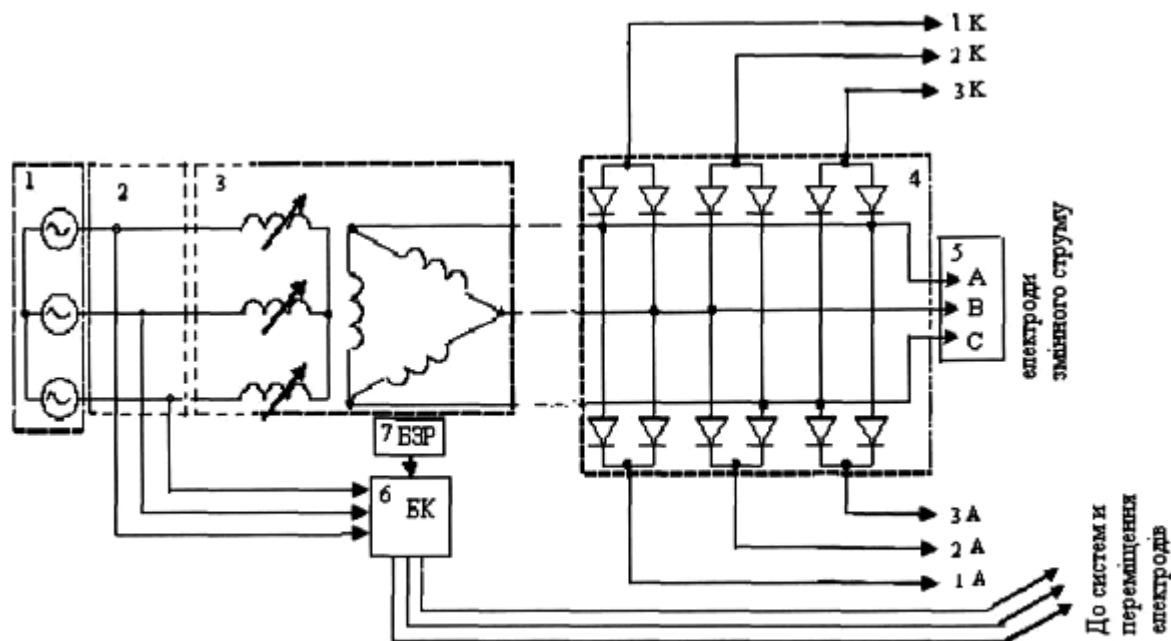 1 К
2 К
3 К
1
2
3
4
5
А
В
С
електроди
змінного струму
7 БЗР
6
БК
3 А
2 А
1 А
До систем и
переміщення
електродів